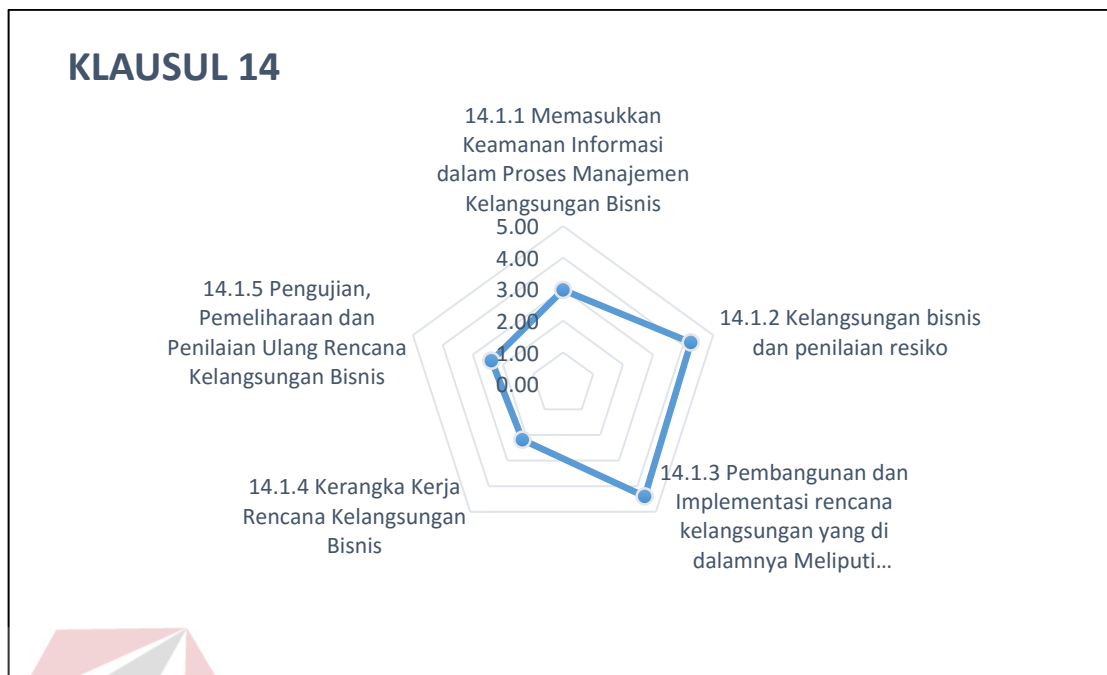 KLAUSUL 14
14.1.1 Memasukkan
Keamanan Informasi
dalam Proses Manajemen
Kelangsungan Bisnis
5.00
4.00
3.00
2.00
1.00
0.00
14.1.2 Kelangsungan bisnis
dan penilaian resiko
14.1.3 Pembangunan dan
Implementasi rencana
kelangsungan yang di
dalamnya Meliputi…
14.1.4 Kerangka Kerja
Rencana Kelangsungan
Bisnis
14.1.5 Pengujian,
Pemeliharaan dan
Penilaian Ulang Rencana
Kelangsungan Bisnis